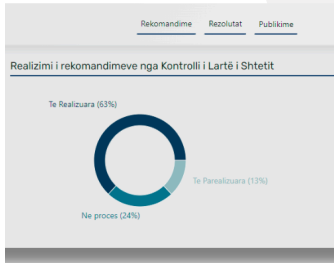 Rekomandime Rezolutat Publikime
Realizimi i rekomandimeve nga Kontrolli i Lartë i Shtetit
Te Realizuara (63%)
Te Parealizuara (13%)
Ne proces (24%)